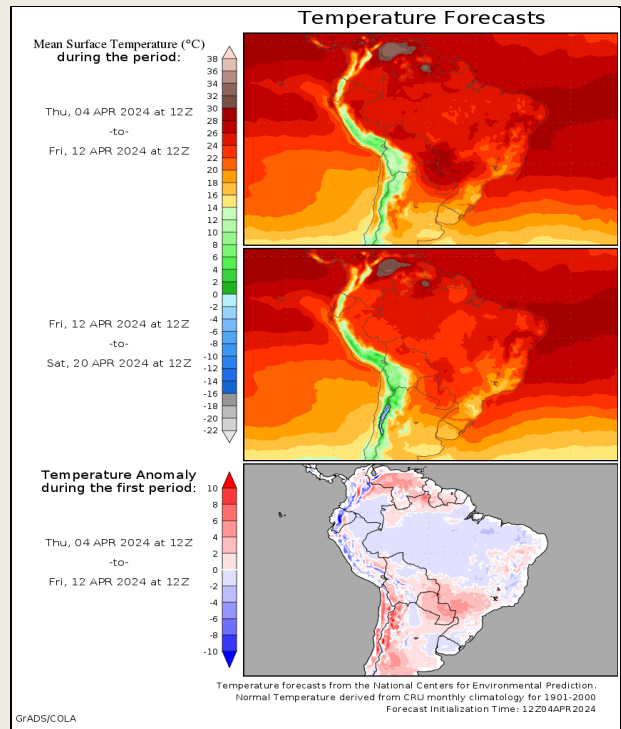 Temperature Forecasts
Mean Surface Temperature (°C)
during the period:
Thu, 04 APR 2024 at 12Z
-to-
Fri, 12 APR 2024 at 12Z
38
36
34
32
30
28
26
24
22
20
18
16
14
12
10
8
6
4
2
0
-2
-4
-6
-8
-10
-12
-14
-16
-18
-20
-22
Fri, 12 APR 2024 at 12Z
-to-
Sat, 20 APR 2024 at 12Z
Temperature Anomaly
during the first period:
Thu, 04 APR 2024 at 12Z
-to-
Fri, 12 APR 2024 at 12Z
10
8
6
4
2
0
-2
-4
-6
-8
-10
Temperature forecasts from the National Centers for Environmental Prediction.
Normal Temperature derived from CRU monthly climatology for 1901-2000
Forecast Initialization Time: 12Z04APR2024
GrADS/COLA